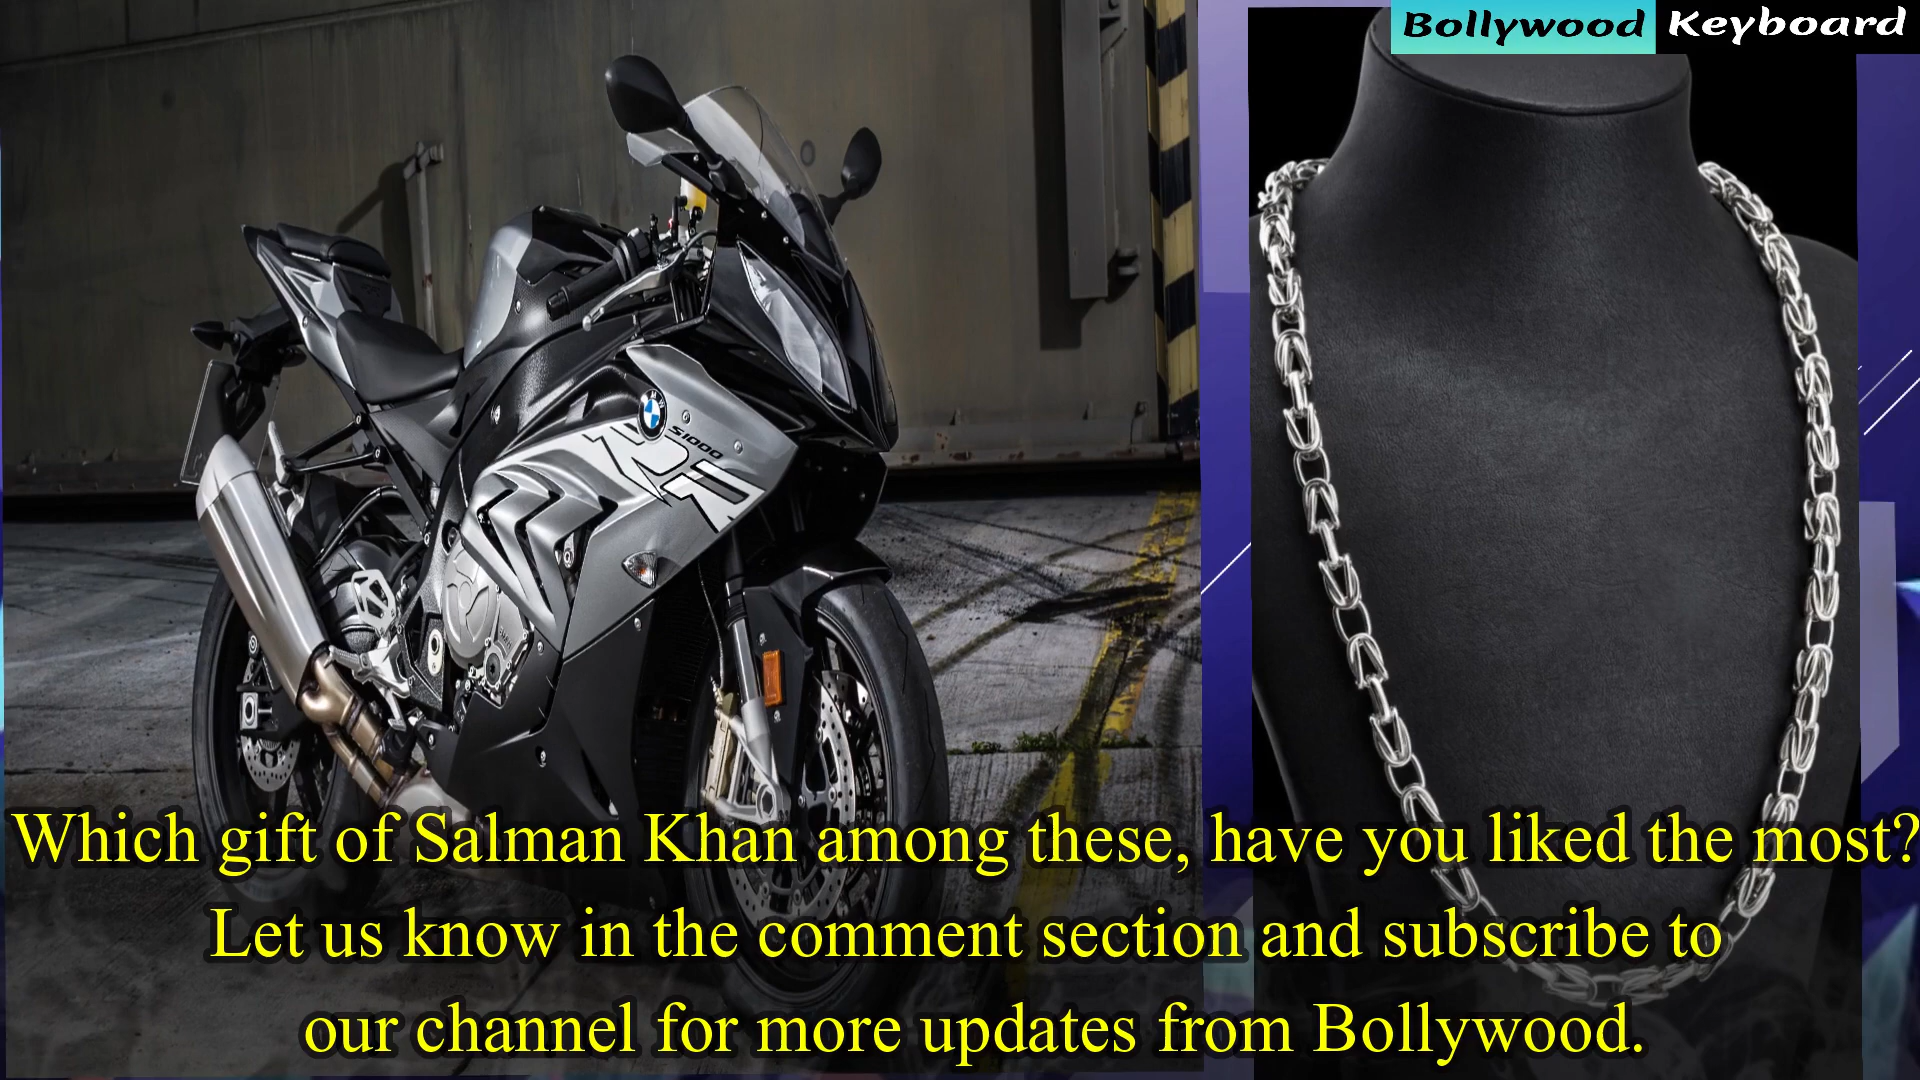 Bollywood Keyboard
S1000
RR
Which gift of Salman Khan among these, have you liked the most?
Let us know in the comment section and subscribe to
our channel for more updates from Bollywood.